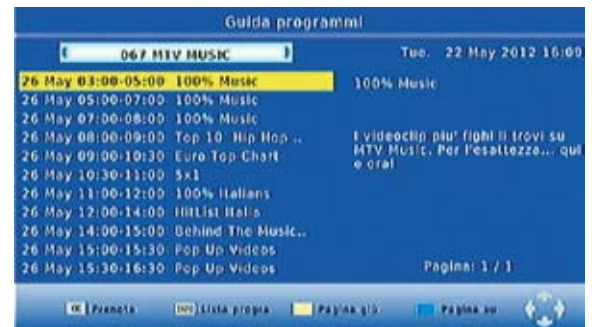 Guida programmi
067 MTV MUSIC
Tue. 22 May 2012 16:09
26 May 03:00-05:00 100% Music
26 May 05:00-07:00 100% Music
26 May 07:00-08:00 100% Music
26 May 08:00-09:00 Top 10 Hip Hop ..
26 May 09:00-10:30 Euro Top Chart
26 May 10:30-11:00 5x1
26 May 11:00-12:00 100% Italians
26 May 12:00-14:00 HitList Italia
26 May 14:00-15:00 Behind The Music..
26 May 15:00-15:30 Pop Up Videos
26 May 15:30-16:30 Pop Up Videos
100% Music
I videoclip piu' fighi li trovi su
MTV Music. Per l'esattezza... qui
e ora!
Pagina: 1 / 1
OK Prenota INFO Lista progra Pagina giù Pagina su